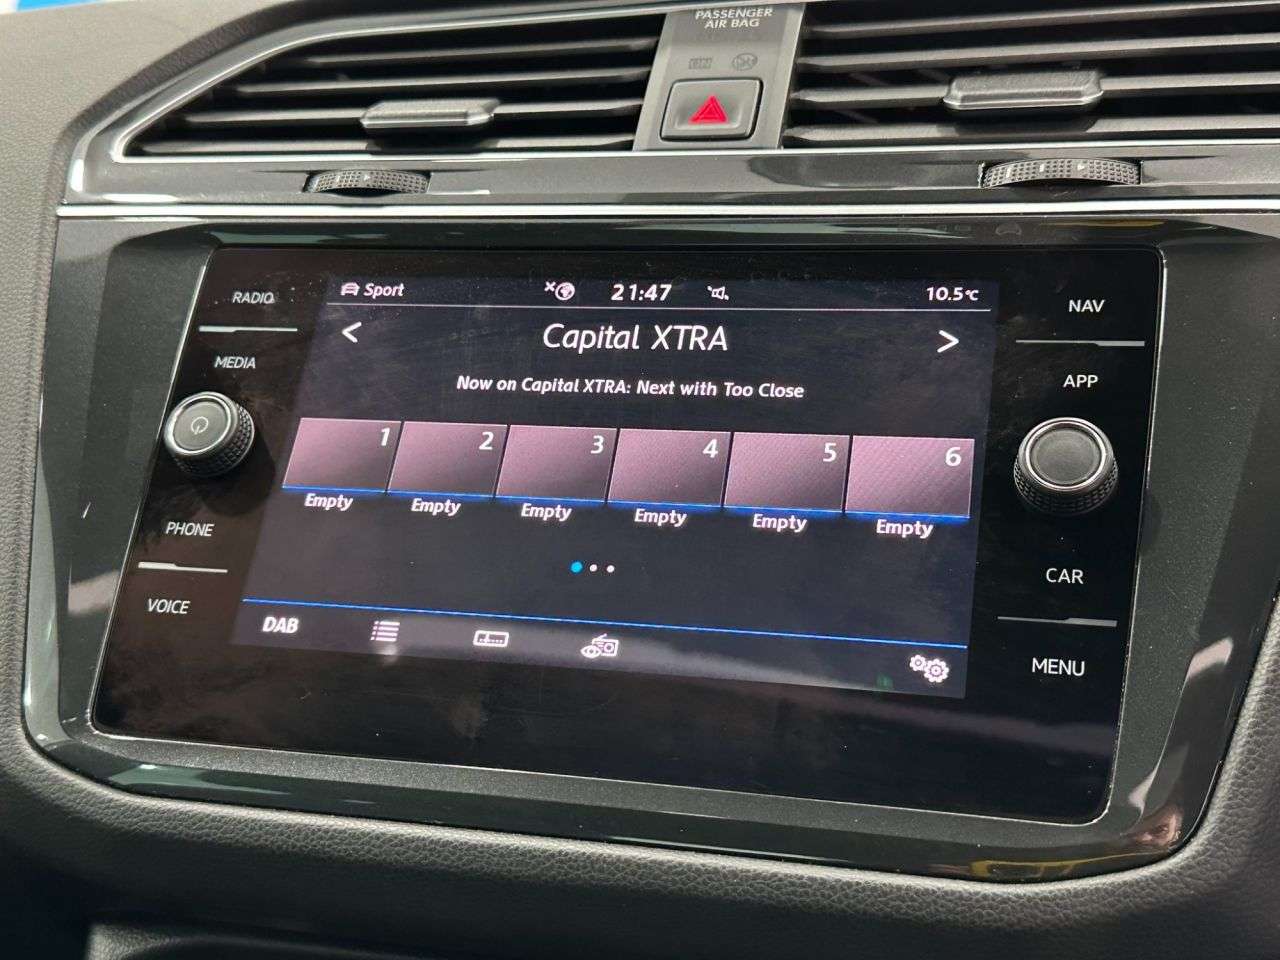 PASSENGER
AIR BAG
ON
RADIO
MEDIA
PHONE
VOICE
Sport
21:47
10.5°C
< Capital XTRA >
Now on Capital XTRA: Next with Too Close
1 2 3 4 5 6
Empty Empty Empty Empty Empty Empty
DAB
NAV
APP
CAR
MENU